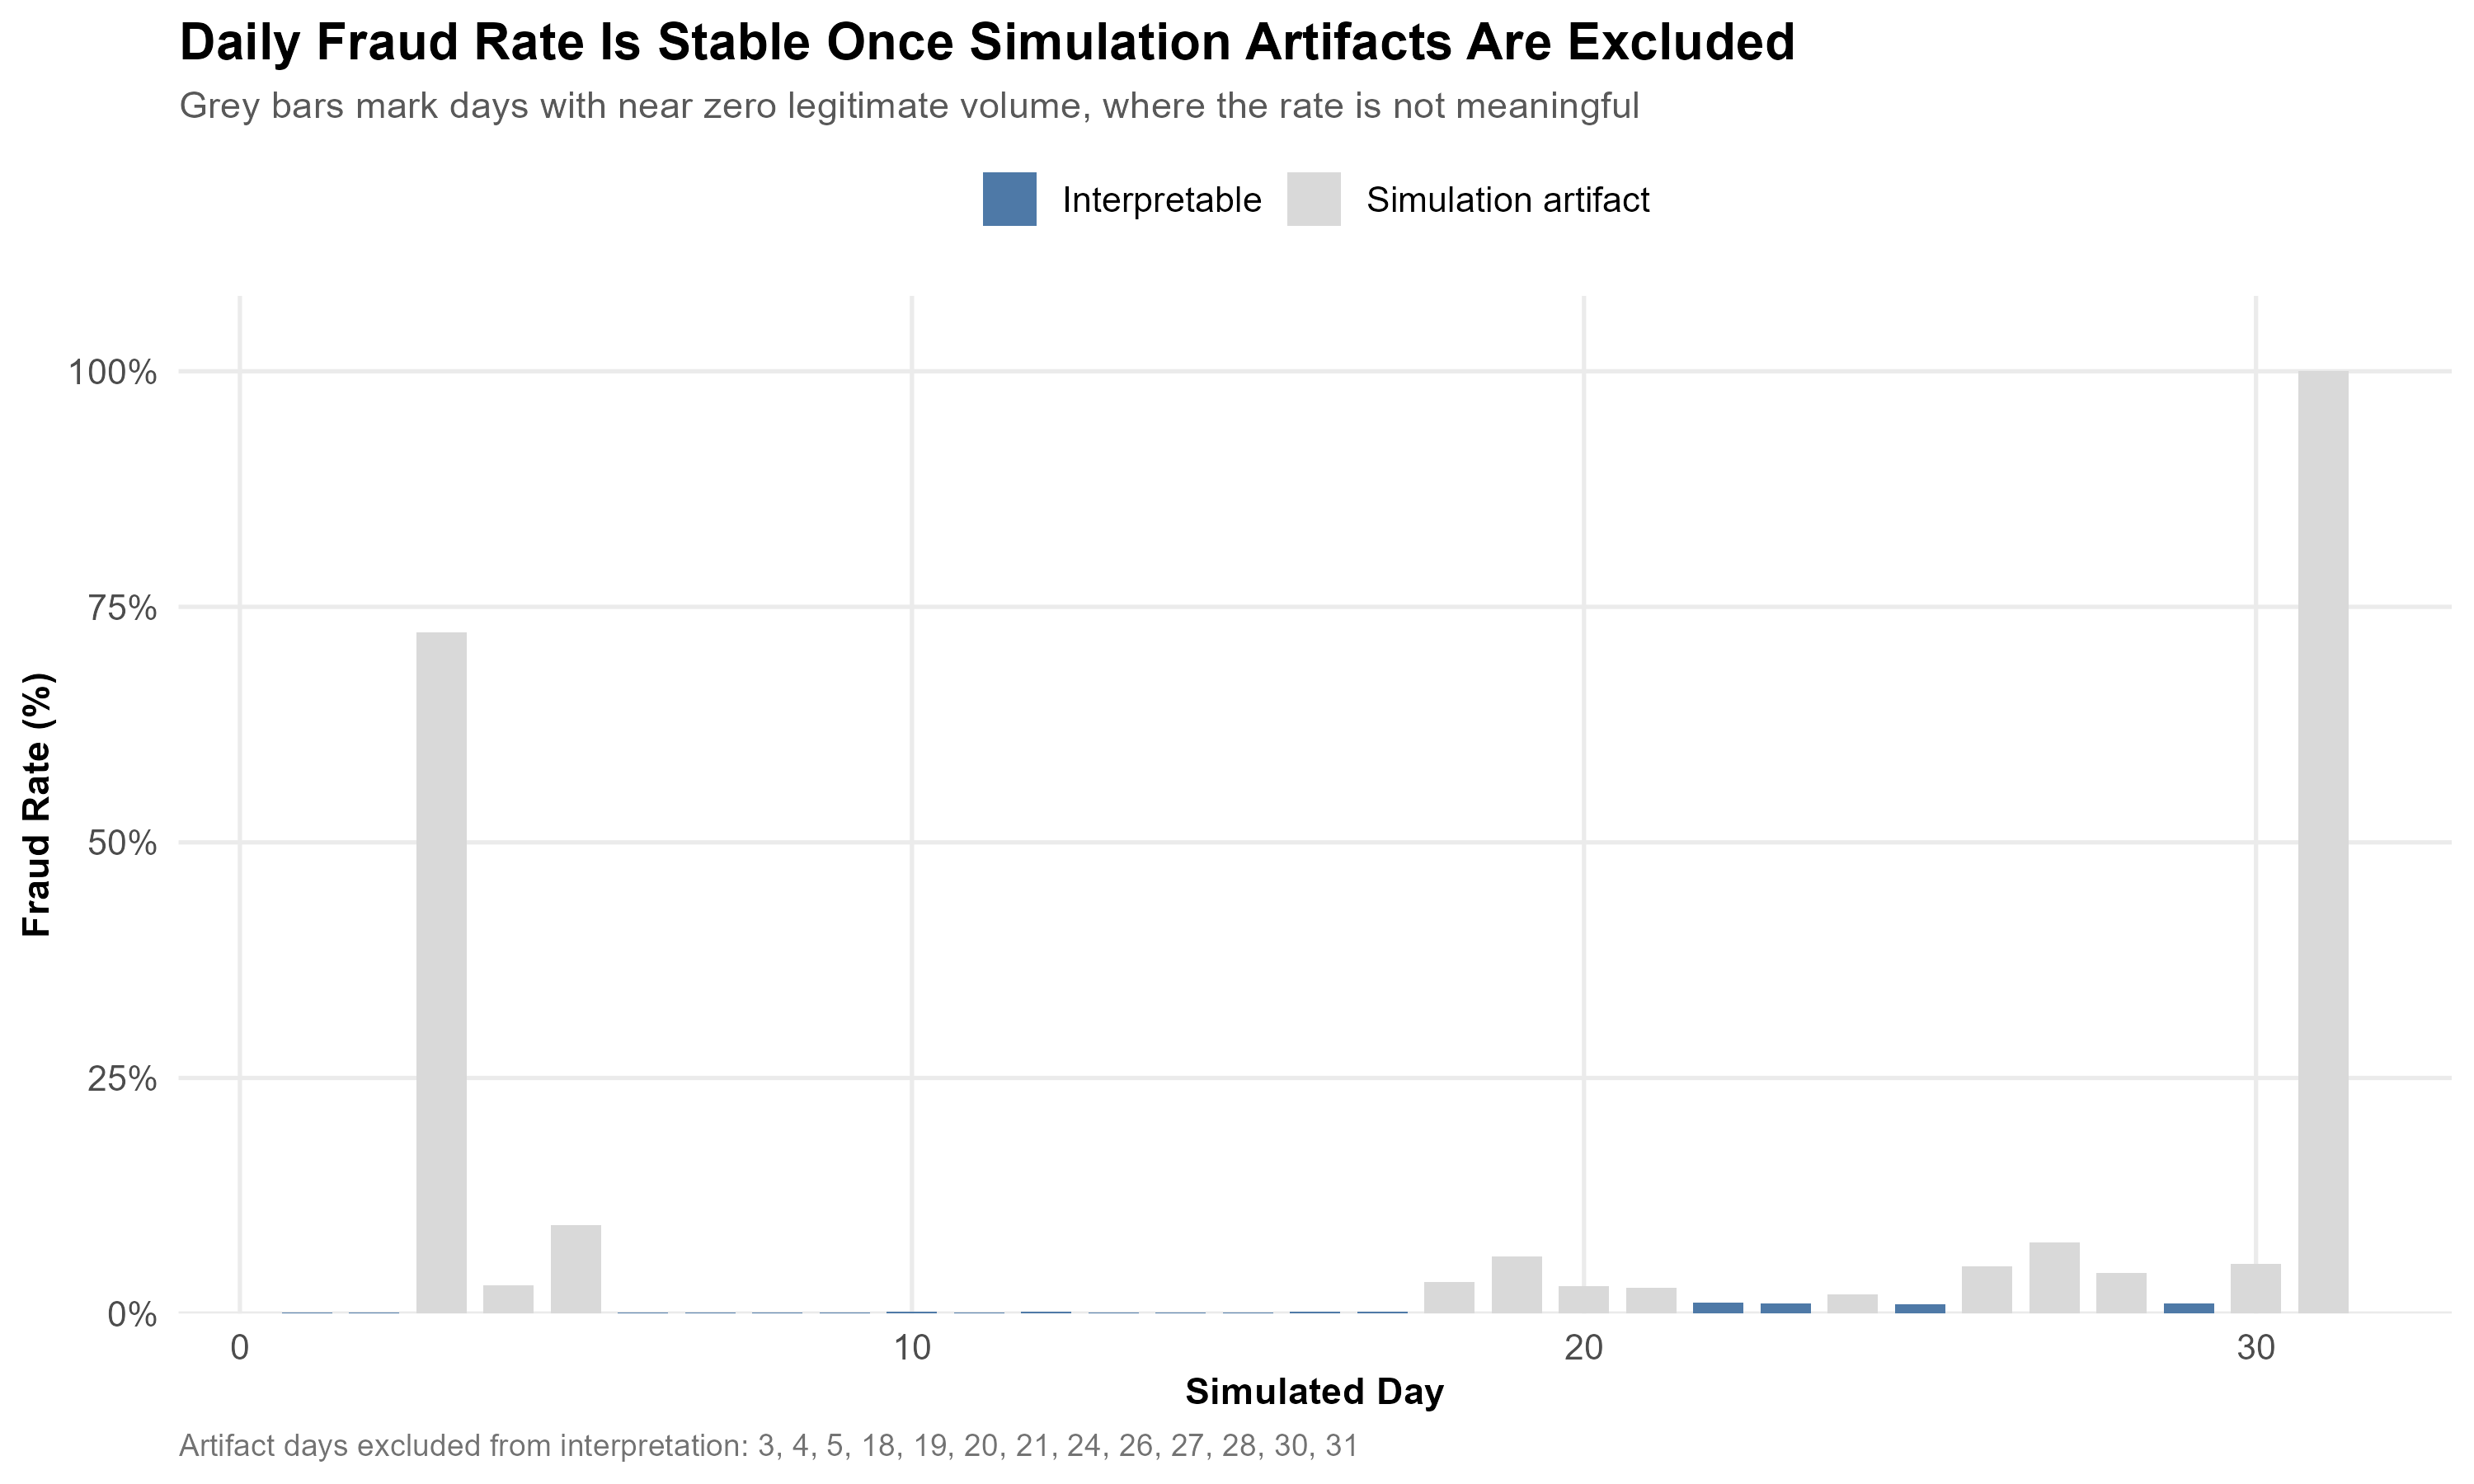 Daily Fraud Rate Is Stable Once Simulation Artifacts Are Excluded
Grey bars mark days with near zero legitimate volume, where the rate is not meaningful
Interpretable
Simulation artifact
Fraud Rate (%)
100%
75%
50%
25%
0%
0
10
20
30
Simulated Day
Artifact days excluded from interpretation: 3, 4, 5, 18, 19, 20, 21, 24, 26, 27, 28, 30, 31